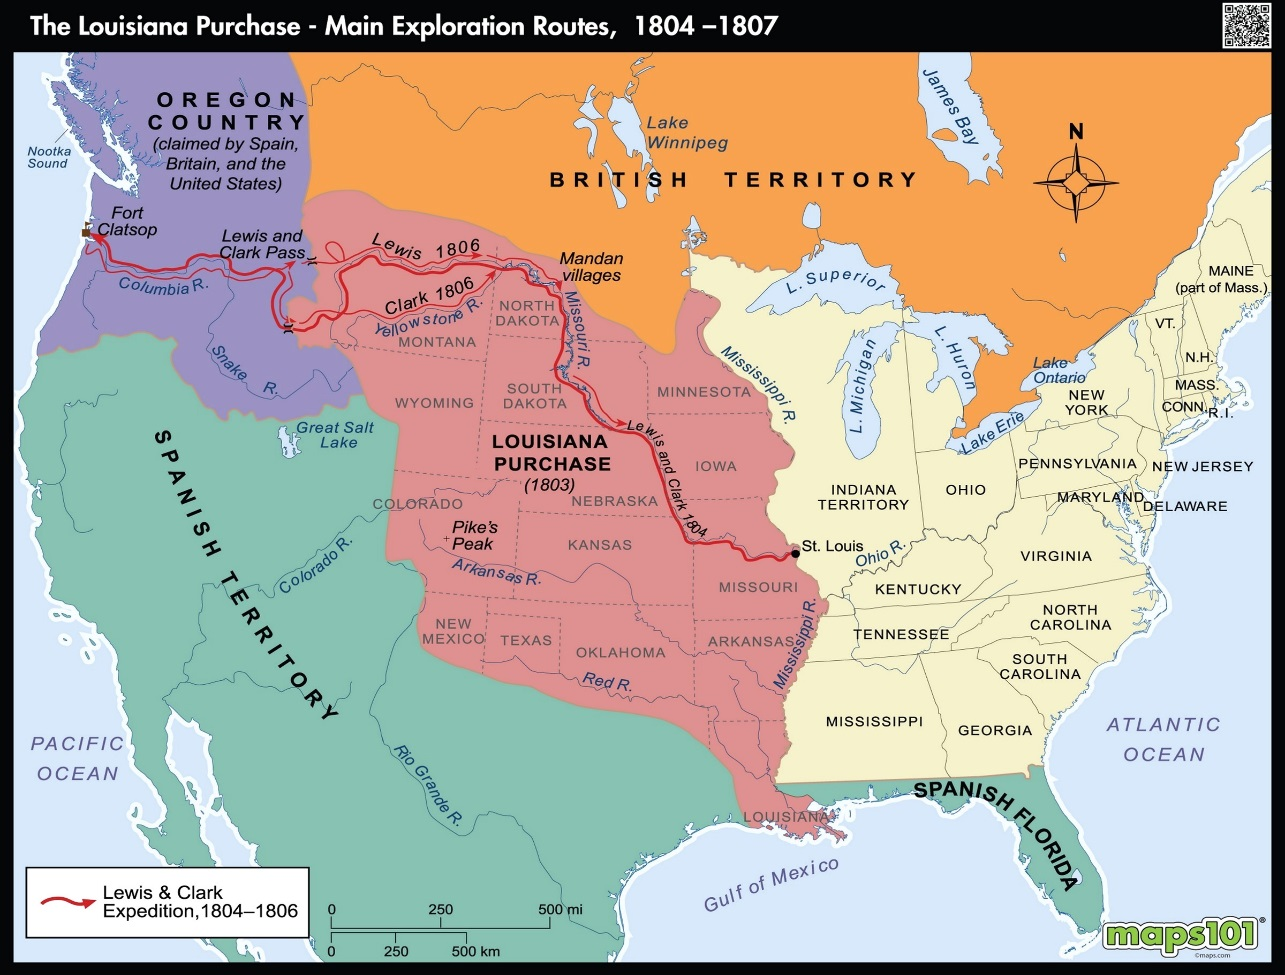 The Louisiana Purchase - Main Exploration Routes, 1804 –1807
OREGON
COUNTRY
(claimed by Spain,
Britain, and the
United States)
Nootka
Sound
Fort
Clatsop
Lewis and
Clark Pass
Columbia R.
Snake R.
Lake
Winnipeg
James Bay
BRITISH TERRITORY
N
Lewis 1806
Clark 1806
Yellowstone R.
Mandan
villages
Missouri R.
NORTH
DAKOTA
MONTANA
WYOMING
SOUTH
DAKOTA
MINNESOTA
Mississippi R.
L. Superior
L. Michigan
L. Huron
Lake
Ontario
Lake Erie
MAINE
(part of Mass.)
VT.
N.H.
MASS.
CONN.
R.I.
NEW
YORK
PENNSYLVANIA
NEW JERSEY
MARYLAND
DELAWARE
Great Salt
Lake
LOUISIANA
PURCHASE
(1803)
Lewis and Clark 1804
IOWA
NEBRASKA
COLORADO
Pike's
Peak
KANSAS
Arkansas R.
MISSOURI
St. Louis
INDIANA
TERRITORY
OHIO
Ohio R.
VIRGINIA
KENTUCKY
NORTH
CAROLINA
TENNESSEE
SOUTH
CAROLINA
Colorado R.
SPANISH TERRITORY
NEW
MEXICO
TEXAS
OKLAHOMA
ARKANSAS
Mississippi R.
Red R.
MISSISSIPPI
GEORGIA
Rio Grande R.
LOUISIANA
SPANISH FLORIDA
PACIFIC
OCEAN
ATLANTIC
OCEAN
Gulf of Mexico
Lewis & Clark
Expedition,1804–1806
0 250 500 mi
0 250 500 km
maps101®
©maps.com